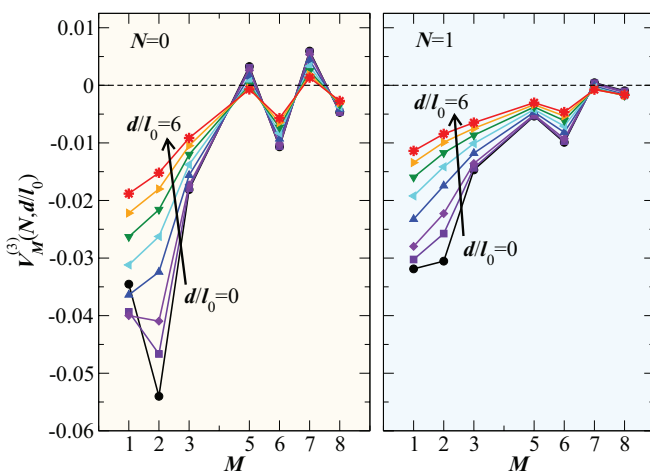 0.01
0
-0.01
-0.02
-0.03
-0.04
-0.05
-0.06
V_M^(3)(N,d/l_0)
N=0
d/l_0=6
d/l_0=0
1 2 3 5 6 7 8
M
N=1
d/l_0=6
d/l_0=0
1 2 3 5 6 7 8
M